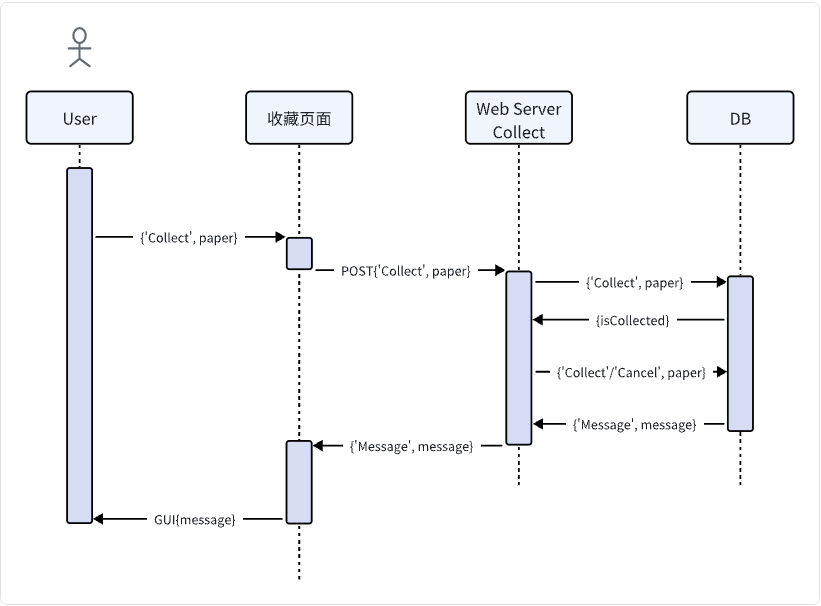 User
收藏页面
Web Server
Collect
DB
{'Collect', paper}
POST{'Collect', paper}
{'Collect', paper}
{isCollected}
{'Collect'/'Cancel', paper}
{'Message', message}
{'Message', message}
GUI{message}